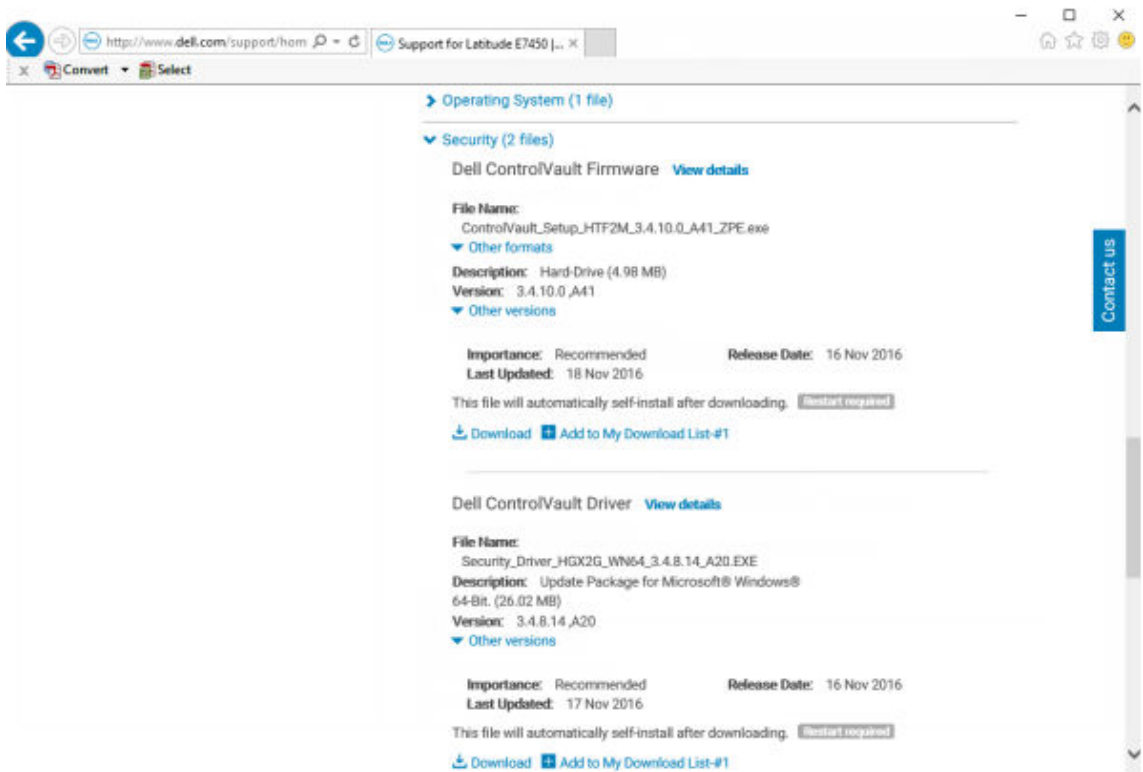 http://www.dell.com/support/hom
Support for Latitude E7450 |...
x Convert Select
Operating System (1 file)
Security (2 files)
Dell ControlVault Firmware View details
File Name:
ControlVault_Setup_HTF2M_3.4.10.0_A41_ZPE.exe
Other formats
Description: Hard-Drive (4.98 MB)
Version: 3.4.10.0 ,A41
Other versions
Importance: Recommended Release Date: 16 Nov 2016
Last Updated: 18 Nov 2016
This file will automatically self-install after downloading. Restart required
Download Add to My Download List-#1
Contact us
Dell ControlVault Driver View details
File Name:
Security_Driver_HGX2G_WN64_3.4.8.14_A20.EXE
Description: Update Package for Microsoft® Windows®
64-Bit. (26.02 MB)
Version: 3.4.8.14 ,A20
Other versions
Importance: Recommended Release Date: 16 Nov 2016
Last Updated: 17 Nov 2016
This file will automatically self-install after downloading. Restart required
Download Add to My Download List-#1